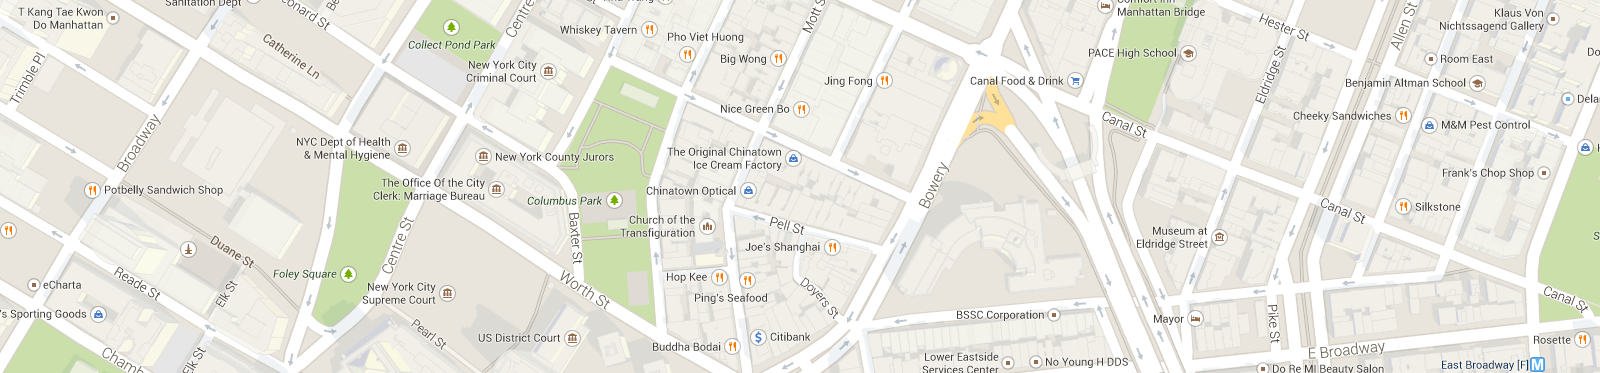 T Kang Tae Kwon
Do Manhattan
Sanitation Dept
Leonard St
Centre St
Collect Pond Park
Catherine Ln
Trimble Pl
Broadway
New York City
Criminal Court
Whiskey Tavern
Pho Viet Huong
Big Wong
Mott S
Nice Green Bo
Jing Fong
Canal Food & Drink
Manhattan Bridge
PACE High School
Hester St
Eldridge St
Allen St
Klaus Von
Nichtssagend Gallery
Room East
Benjamin Altman School
Delan
Cheeky Sandwiches
M&M Pest Control
Canal St
NYC Dept of Health
& Mental Hygiene
New York County Jurors
The Original Chinatown
Ice Cream Factory
The Office Of the City
Clerk: Marriage Bureau
Chinatown Optical
Columbus Park
Bowery
Frank's Chop Shop
Potbelly Sandwich Shop
Silkstone
Canal St
Church of the
Transfiguration
Pell St
Joe's Shanghai
Museum at
Eldridge Street
Duane St
Centre St
Baxter St
Foley Square
Reade St
eCharta
Elk St
New York City
Supreme Court
Worth St
Hop Kee
Ping's Seafood
Doyers St
Canal St
's Sporting Goods
Pearl St
US District Court
Citibank
Buddha Bodai
BSSC Corporation
Mayor
Pike St
Rosette
Chamb
Elk St
Lower Eastside
Services Center
No Young H DDS
E Broadway
Do Re MI Beauty Salon
East Broadway [F]
M